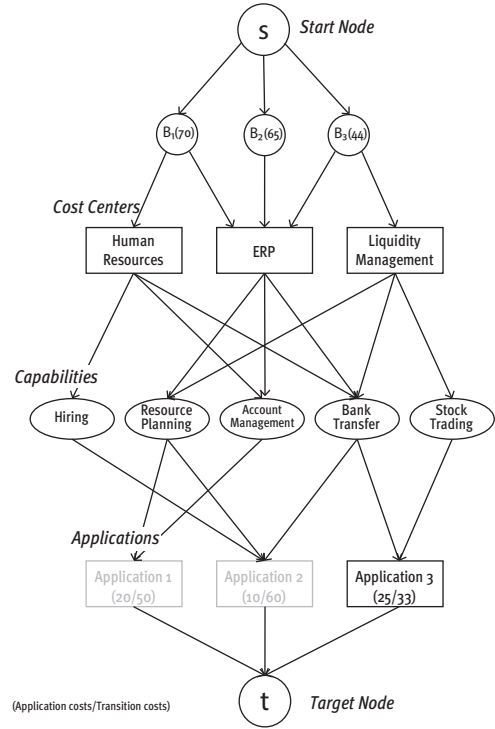 s
Start Node
B₁(70)
B₂(65)
B₃(44)
Cost Centers
Human
Resources
ERP
Liquidity
Management
Capabilities
Hiring
Resource
Planning
Account
Management
Bank
Transfer
Stock
Trading
Applications
Application 1
(20/50)
Application 2
(10/60)
Application 3
(25/33)
t
Target Node
(Application costs/Transition costs)